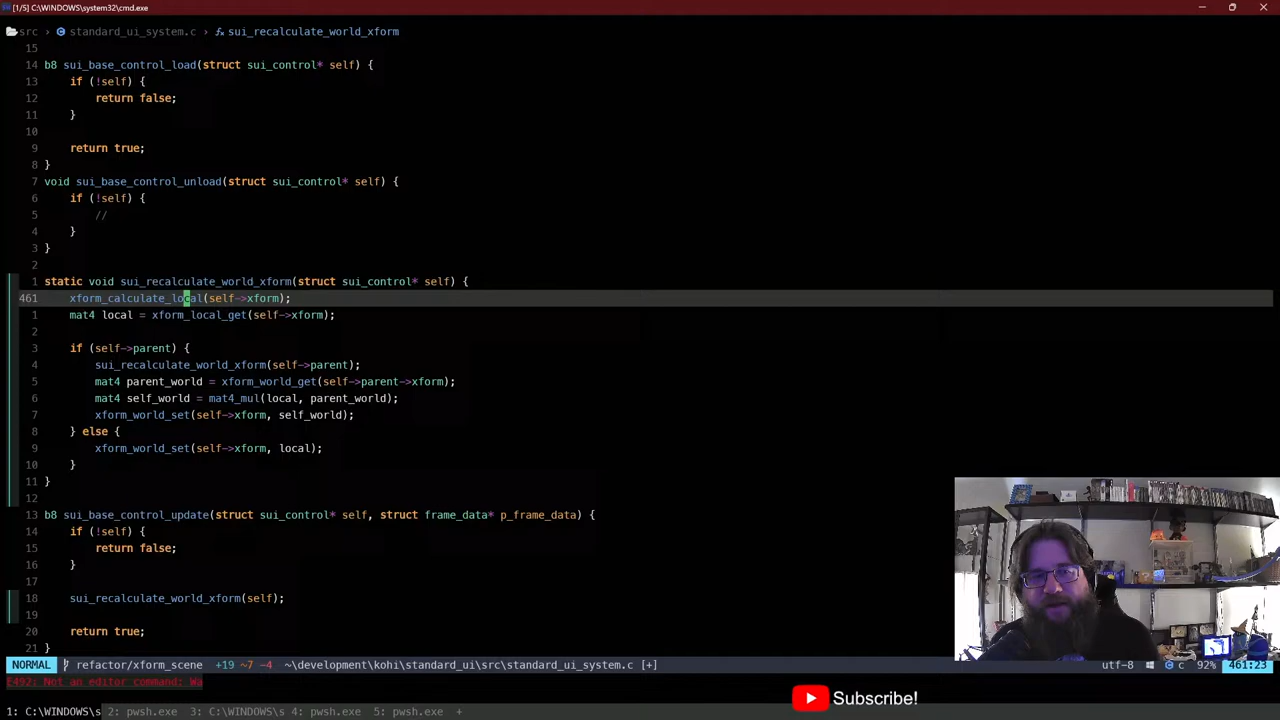 [1/5] C:\WINDOWS\system32\cmd.exe
src > C standard_ui_system.c > fx sui_recalculate_world_xform
15
14 b8 sui_base_control_load(struct sui_control* self) {
13 if (!self) {
12 return false;
11 }
10
9 return true;
8 }
7 void sui_base_control_unload(struct sui_control* self) {
6 if (!self) {
5 //
4 }
3 }
2
1 static void sui_recalculate_world_xform(struct sui_control* self) {
461 xform_calculate_local(self->xform);
1 mat4 local = xform_local_get(self->xform);
2
3 if (self->parent) {
4 sui_recalculate_world_xform(self->parent);
5 mat4 parent_world = xform_world_get(self->parent->xform);
6 mat4 self_world = mat4_mul(local, parent_world);
7 xform_world_set(self->xform, self_world);
8 } else {
9 xform_world_set(self->xform, local);
10 }
11 }
12
13 b8 sui_base_control_update(struct sui_control* self, struct frame_data* p_frame_data) {
14 if (!self) {
15 return false;
16 }
17
18 sui_recalculate_world_xform(self);
19
20 return true;
21 }
NORMAL refactor/xform_scene +19 ~7 -4 ~\development\kohi\standard_ui\src\standard_ui_system.c [+] utf-8 c 92% 461:23
E492: Not an editor command: Wa
Subscribe!
1: C:\WINDOWS\s 2: pwsh.exe 3: C:\WINDOWS\s 4: pwsh.exe 5: pwsh.exe +